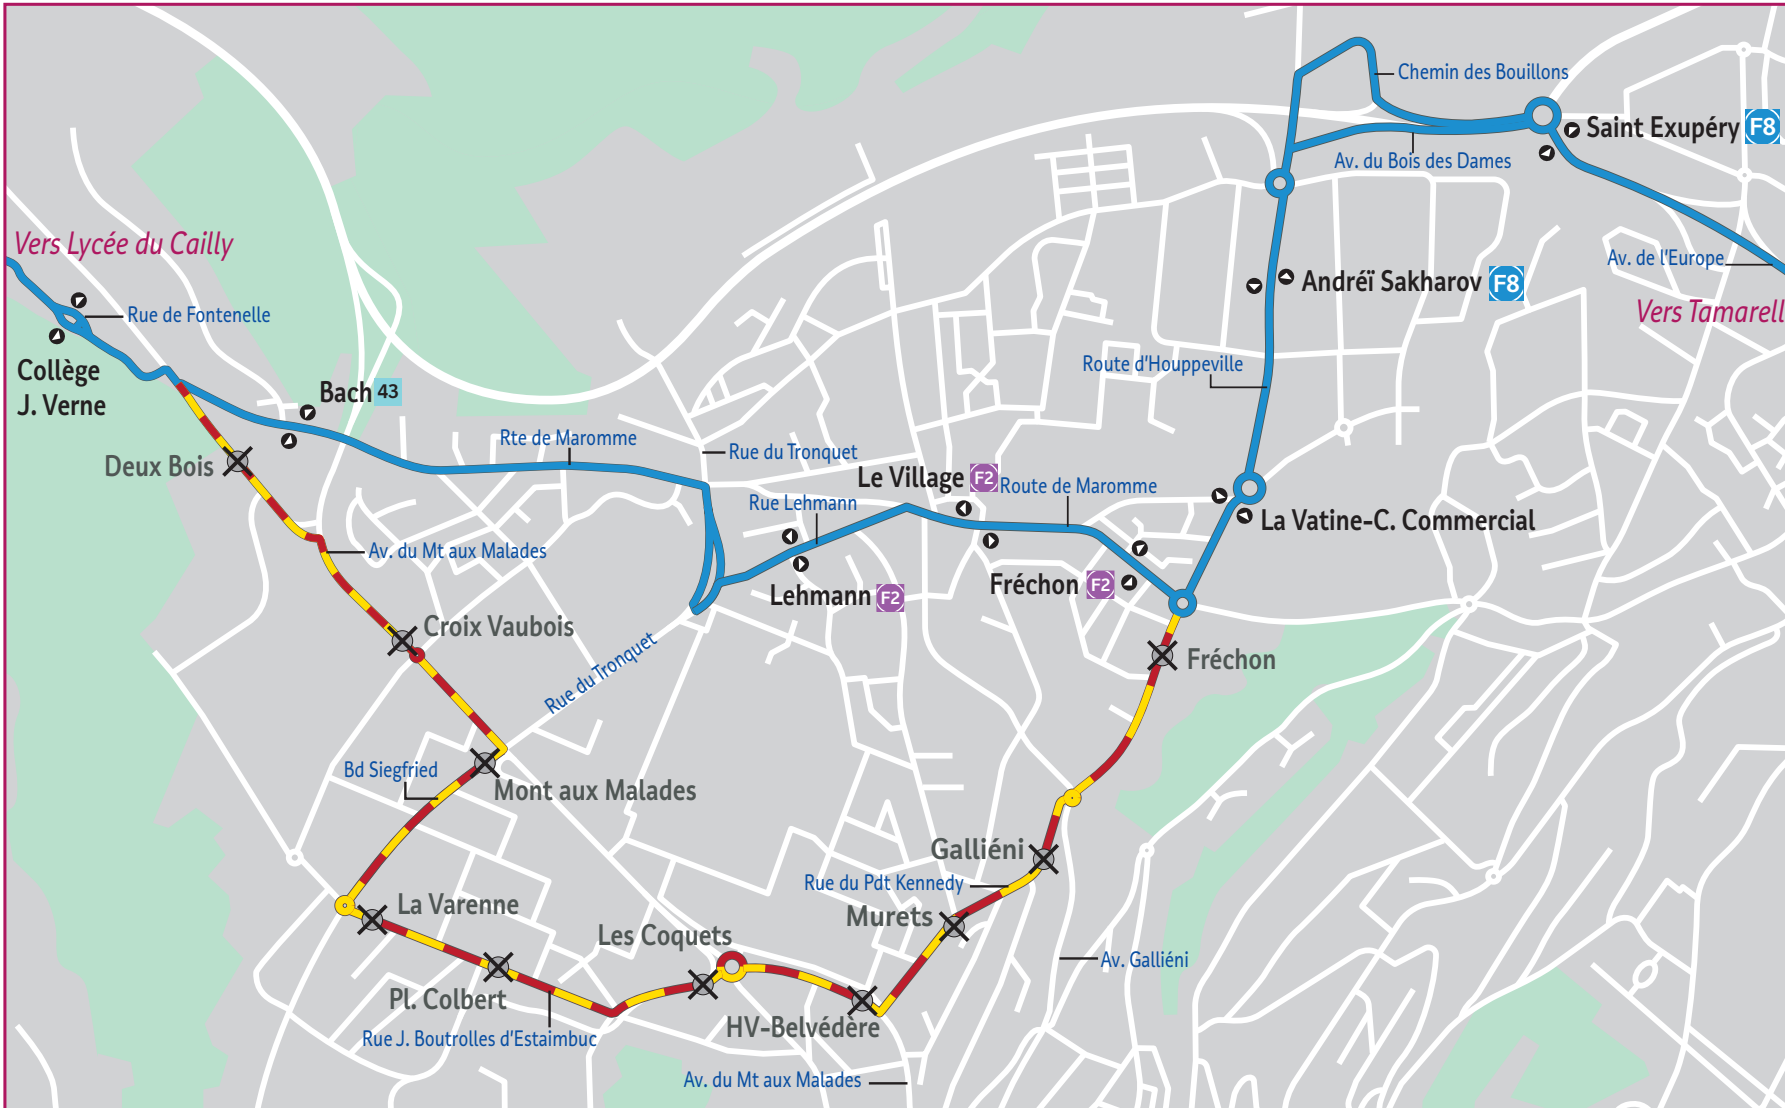 Chemin des Bouillons
Saint Exupéry F8
Av. du Bois des Dames
Vers Lycée du Cailly
Av. de l'Europe
Andréï Sakharov F8
Vers Tamarell
Rue de Fontenelle
Route d'Houppeville
Collège
J. Verne
Bach 43
Rte de Maromme
Rue du Tronquet
Deux Bois
Le Village F2
Route de Maromme
Rue Lehmann
La Vatine-C. Commercial
Av. du Mt aux Malades
Fréchon F2
Lehmann F2
Croix Vaubois
Rue du Tronquet
Fréchon
Bd Siegfried
Mont aux Malades
Galliéni
Rue du Pdt Kennedy
La Varenne
Murets
Les Coquets
Av. Galliéni
Pl. Colbert
HV-Belvédère
Rue J. Boutrolles d'Estaimbuc
Av. du Mt aux Malades